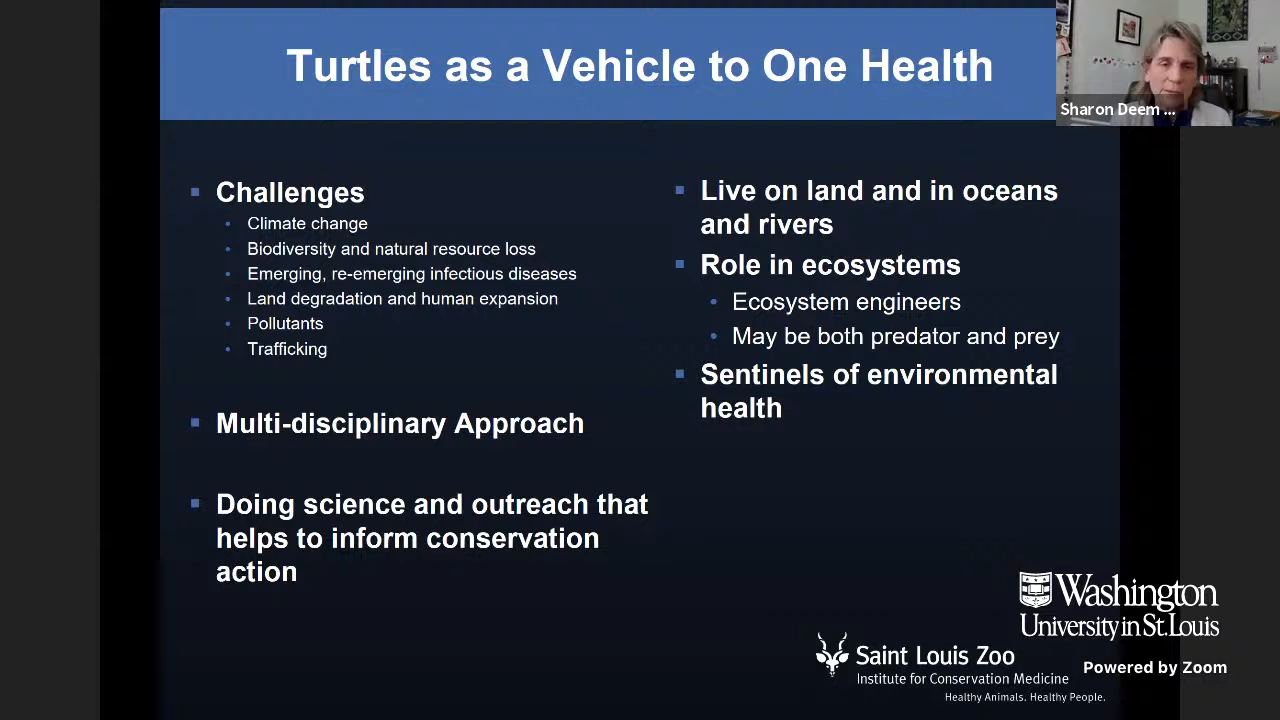 Turtles as a Vehicle to One Health
Sharon Deem ...
Challenges
Climate change
Biodiversity and natural resource loss
Emerging, re-emerging infectious diseases
Land degradation and human expansion
Pollutants
Trafficking
Multi-disciplinary Approach
Doing science and outreach that
helps to inform conservation
action
Live on land and in oceans
and rivers
Role in ecosystems
Ecosystem engineers
May be both predator and prey
Sentinels of environmental
health
Washington
University in St. Louis
Saint Louis Zoo
Institute for Conservation Medicine
Healthy Animals. Healthy People.
Powered by Zoom